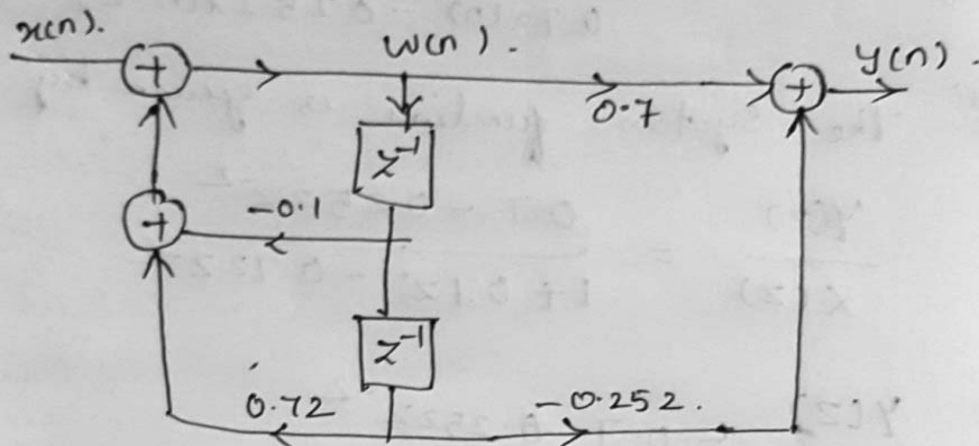 x(n).
w(n).
y(n).
+
+
0.7
z⁻¹
+
-0.1
z⁻¹
0.72
-0.252.